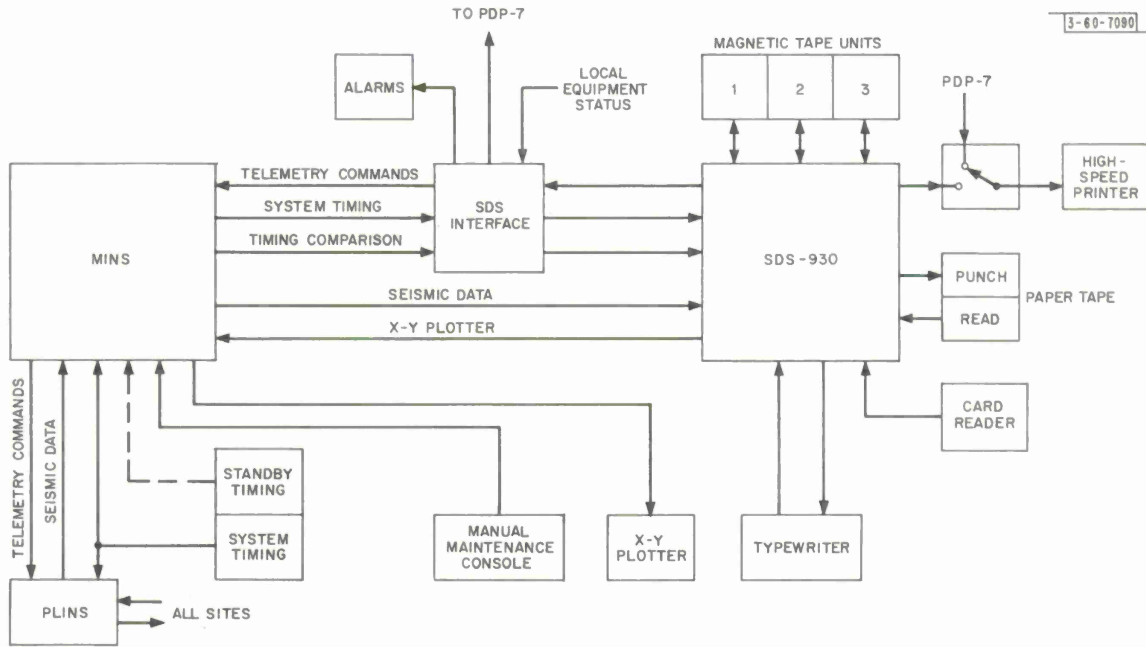 TO PDP-7
3-60-7090
MAGNETIC TAPE UNITS
ALARMS
LOCAL
EQUIPMENT
STATUS
1
2
3
PDP-7
HIGH-
SPEED
PRINTER
TELEMETRY COMMANDS
SYSTEM TIMING
TIMING COMPARISON
SDS
INTERFACE
MINS
SDS-930
SEISMIC DATA
X-Y PLOTTER
PUNCH
READ
PAPER TAPE
CARD
READER
TELEMETRY COMMANDS
SEISMIC DATA
STANDBY
TIMING
SYSTEM
TIMING
MANUAL
MAINTENANCE
CONSOLE
X-Y
PLOTTER
TYPEWRITER
PLINS
ALL SITES